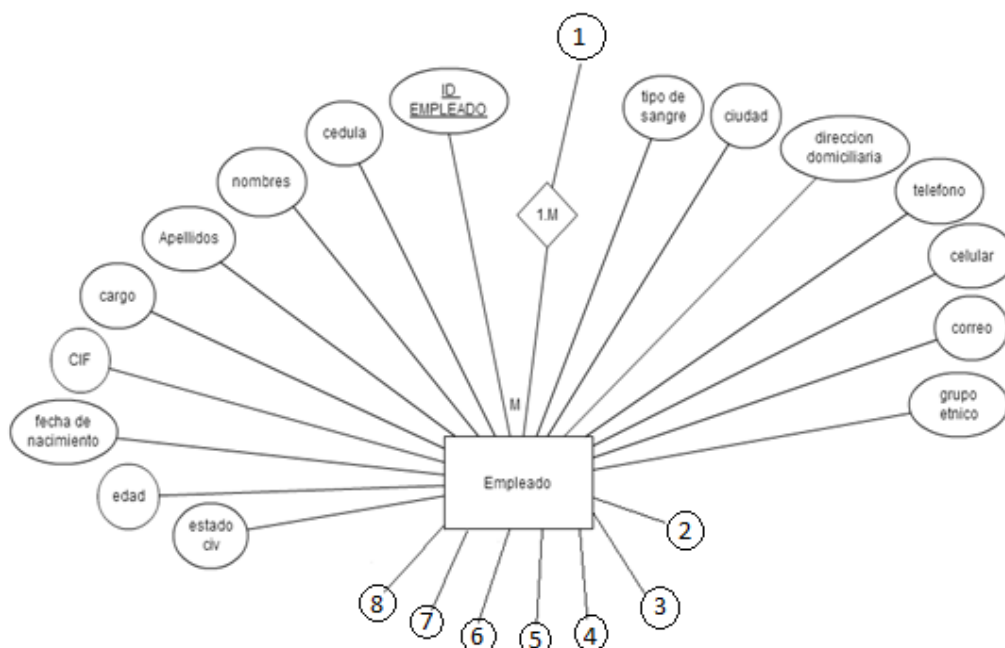 1
ID
EMPLEADO
tipo de
sangre
ciudad
cedula
direccion
domiciliaria
nombres
telefono
1.M
Apellidos
celular
cargo
correo
CIF
grupo
etnico
M
fecha de
nacimiento
Empleado
edad
estado
civ
2
3
8
7
6
5
4